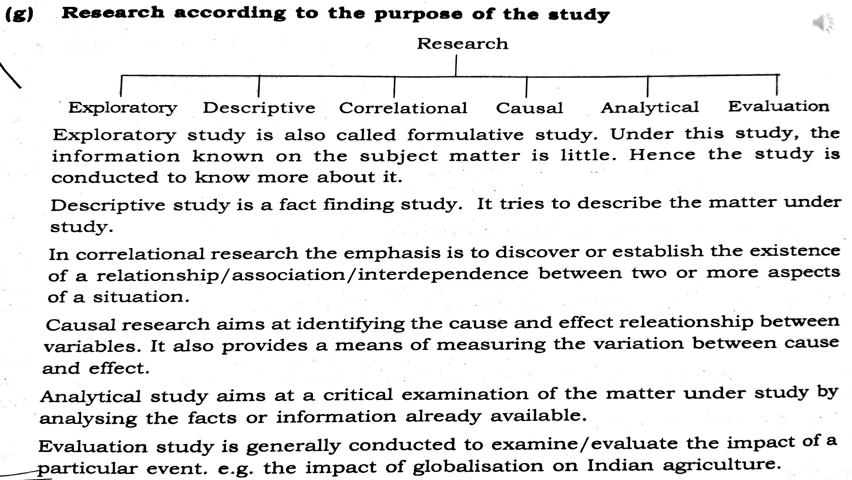 (g) Research according to the purpose of the study
Research
Exploratory Descriptive Correlational Causal Analytical Evaluation
Exploratory study is also called formulative study. Under this study, the
information known on the subject matter is little. Hence the study is
conducted to know more about it.
Descriptive study is a fact finding study. It tries to describe the matter under
study.
In correlational research the emphasis is to discover or establish the existence
of a relationship/association/interdependence between two or more aspects
of a situation.
Causal research aims at identifying the cause and effect releationship between
variables. It also provides a means of measuring the variation between cause
and effect.
Analytical study aims at a critical examination of the matter under study by
analysing the facts or information already available.
Evaluation study is generally conducted to examine/evaluate the impact of a
particular event. e.g. the impact of globalisation on Indian agriculture.